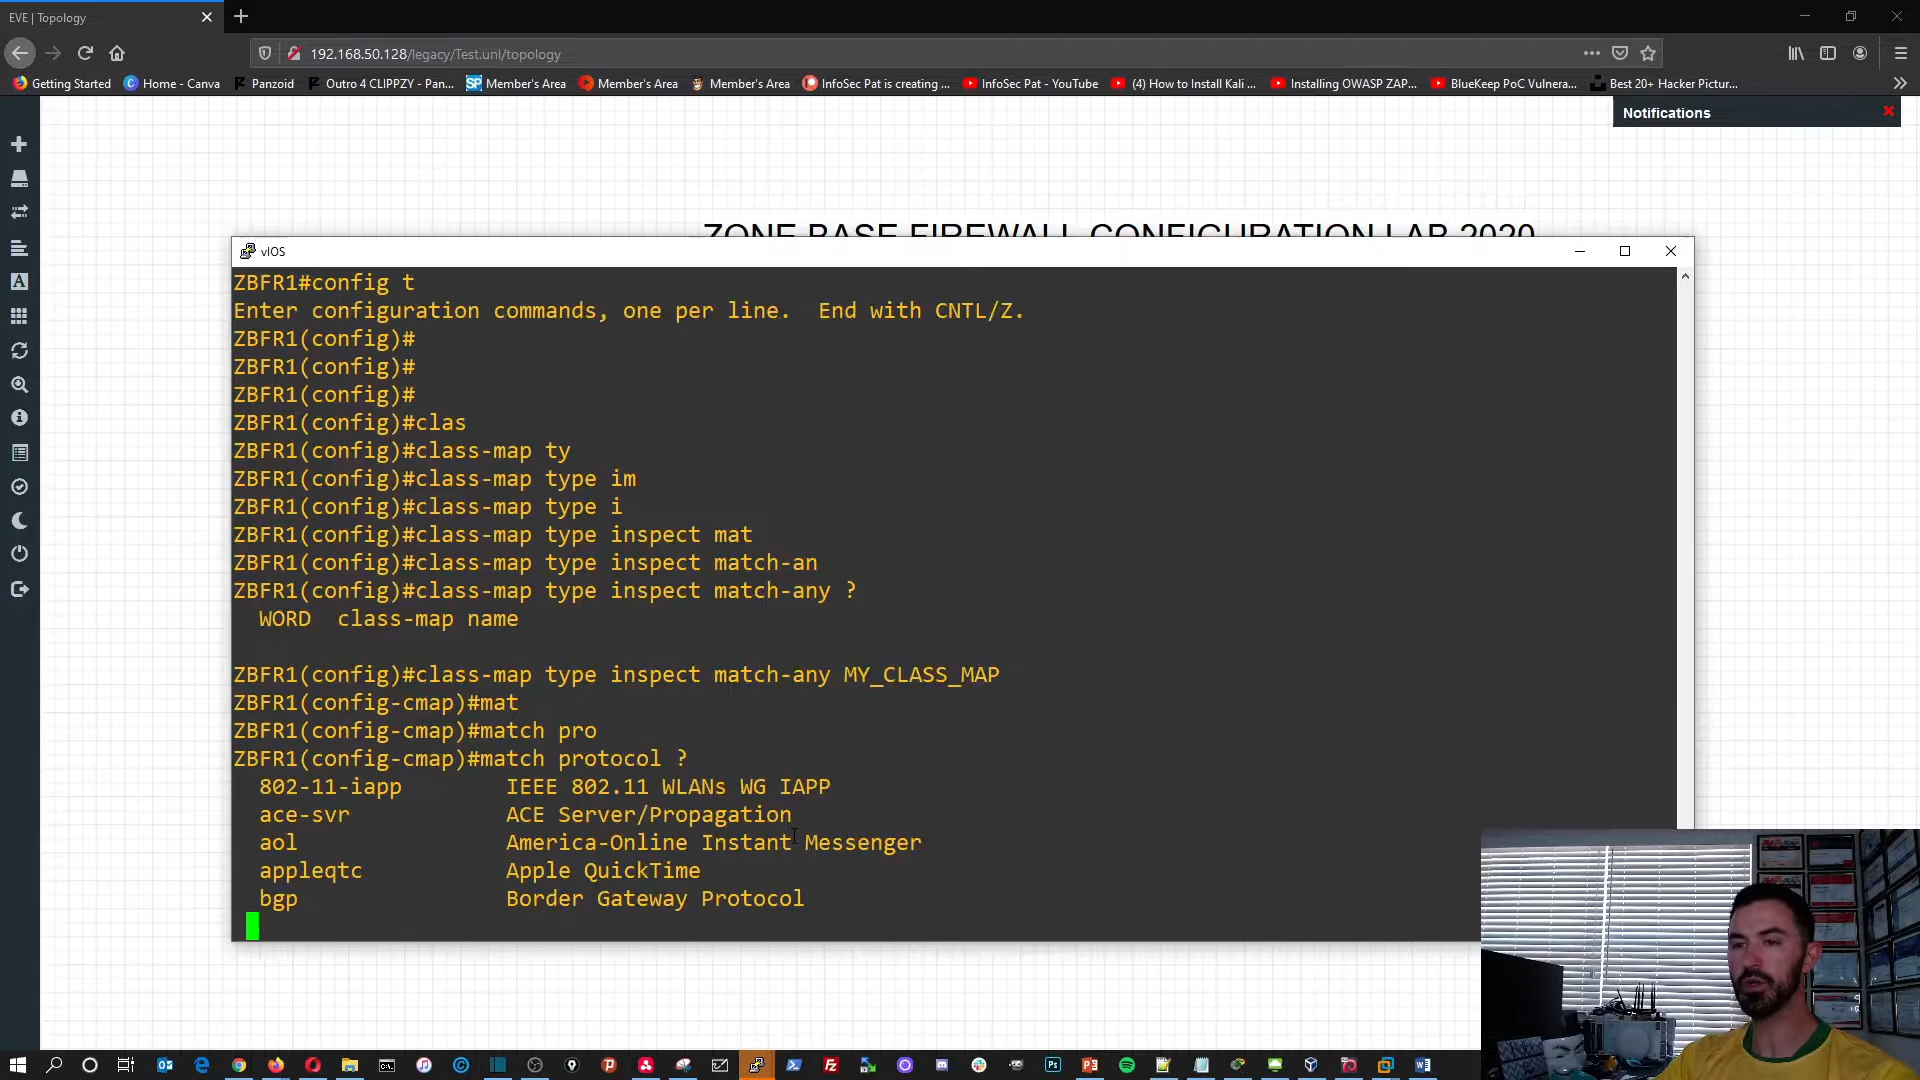 EVE | Topology
192.168.50.128/legacy/Test.unl/topology
Getting Started
Home - Canva
Panzoid
Outro 4 CLIPPZY - Pan...
Member's Area
Member's Area
Member's Area
InfoSec Pat is creating ...
InfoSec Pat - YouTube
(4) How to Install Kali ...
Installing OWASP ZAP...
BlueKeep PoC Vulnera...
Best 20+ Hacker Pictur...
Notifications
ZONE BASE FIREWALL CONFIGURATION LAB 2020
vIOS
ZBFR1#config t
Enter configuration commands, one per line.  End with CNTL/Z.
ZBFR1(config)#
ZBFR1(config)#
ZBFR1(config)#
ZBFR1(config)#clas
ZBFR1(config)#class-map ty
ZBFR1(config)#class-map type im
ZBFR1(config)#class-map type i
ZBFR1(config)#class-map type inspect mat
ZBFR1(config)#class-map type inspect match-an
ZBFR1(config)#class-map type inspect match-any ?
WORD  class-map name
ZBFR1(config)#class-map type inspect match-any MY_CLASS_MAP
ZBFR1(config-cmap)#mat
ZBFR1(config-cmap)#match pro
ZBFR1(config-cmap)#match protocol ?
802-11-iapp        IEEE 802.11 WLANs WG IAPP
ace-svr            ACE Server/Propagation
aol                America-Online Instant Messenger
appleqtc           Apple QuickTime
bgp                Border Gateway Protocol